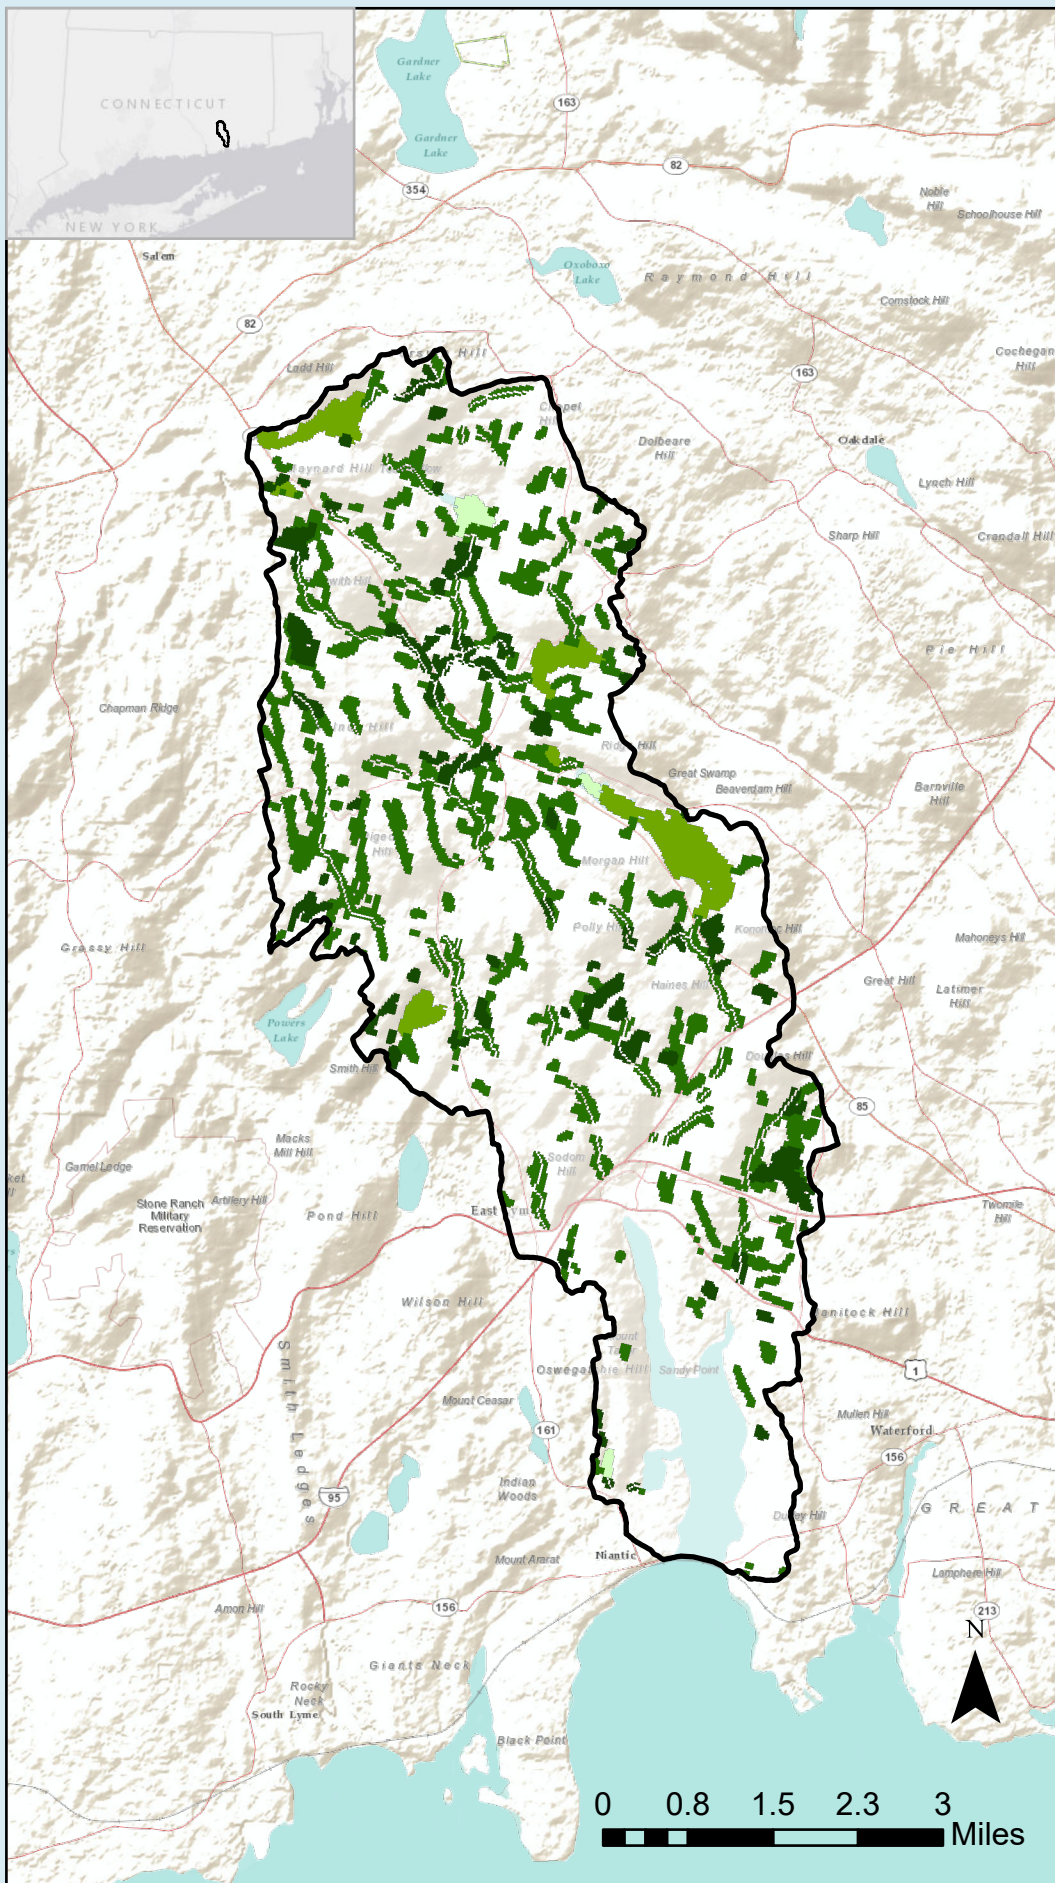 CONNECTICUT
NEW YORK
Gardner
Lake
Gardner
Lake
163
82
354
Noble
Hill
Schoolhouse Hill
Salem
Oxoboxo
Lake
Raymond Hill
Comstock Hill
82
Ladd Hill
Hill
163
Cochegan
Hill
Dolbeare
Hill
Oakdale
Lynch Hill
Sharp Hill
Crandall Hill
Pie Hill
Chapman Ridge
Great Swamp
Beaverdam Hill
Barnville
Hill
Morgan Hill
Grassy Hill
Mahoneys Hill
Great Hill
Latimer
Hill
Haines Hill
Powers
Lake
Smith Hill
85
Macks
Mill Hill
Gamel Ledge
Artillery Hill
Stone Ranch
Military
Reservation
Sodom
Hill
Pond Hill
East Lyme
Twomile
Hill
Wilson Hill
Manitock Hill
Smith Ledges
Oswegatchie Hill
Sandy Point
1
Mount Ceasar
161
Mullen Hill
Waterford
156
Indian
Woods
95
GREAT
Mount Ararat
Niantic
Lamphere Hill
Amon Hill
156
213
N
Giants Neck
Rocky
Neck
South Lyme
Black Point
0 0.8 1.5 2.3 3
Miles